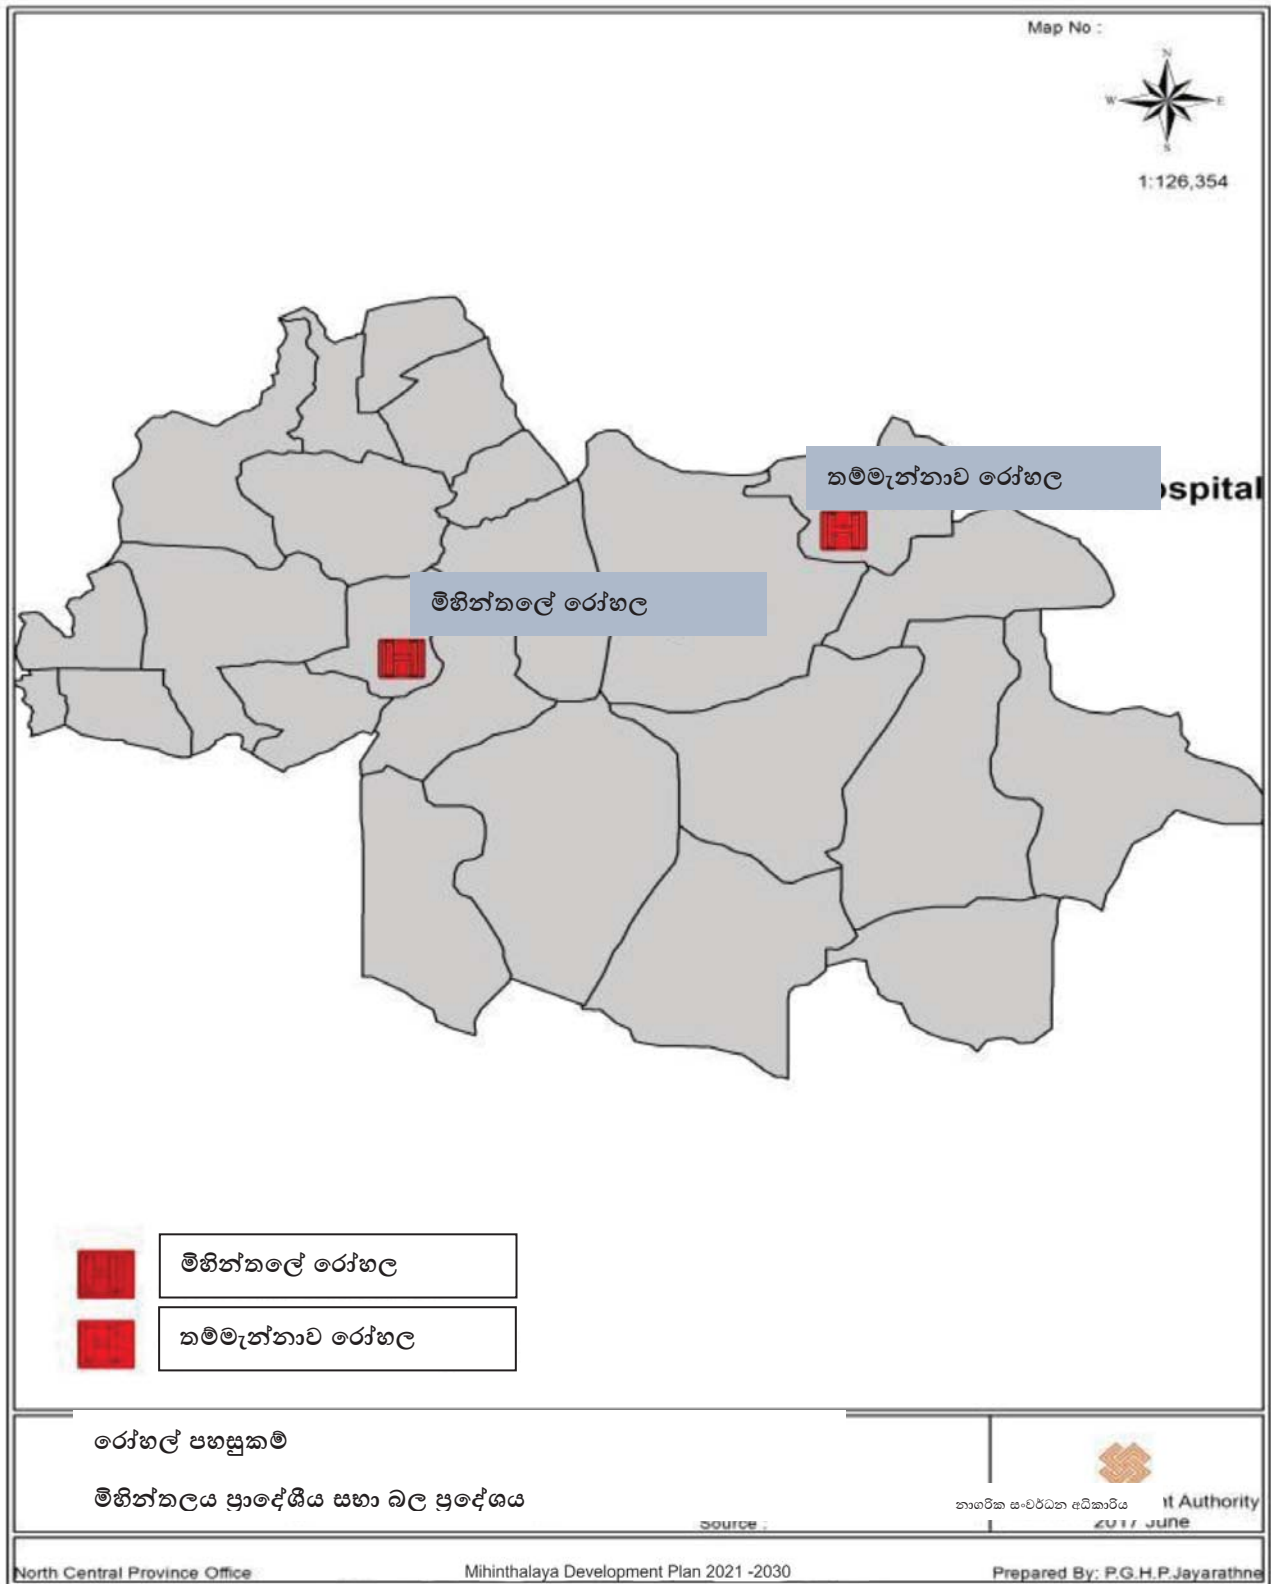 Map No :
N
W E
S
1:126,354
තම්මැන්නාව රෝහල
ospital
මිහින්තලේ රෝහල
H
H
මිහින්තලේ රෝහල
තම්මැන්නාව රෝහල
රෝහල් පහසුකම්
මිහින්තලය ප්‍රාදේශීය සභා බල ප්‍රදේශය
නාගරික සංවර්ධන අධිකාරිය
nt Authority
Source :
2017 June
North Central Province Office
Mihinthalaya Development Plan 2021 -2030
Prepared By: P.G.H.P.Jayarathne